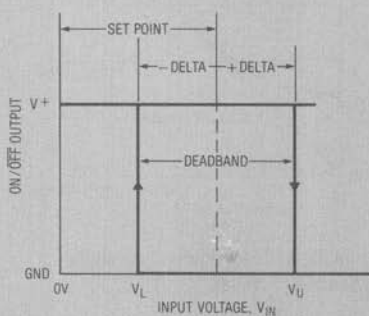 SET POINT
− DELTA + DELTA
V+
DEADBAND
ON/OFF OUTPUT
GND
0V VL VU
INPUT VOLTAGE, VIN